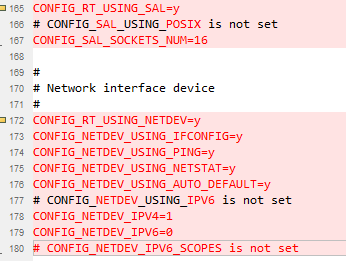 165 CONFIG_RT_USING_SAL=y
166 # CONFIG_SAL_USING_POSIX is not set
167 CONFIG_SAL_SOCKETS_NUM=16
168
169 #
170 # Network interface device
171 #
172 CONFIG_RT_USING_NETDEV=y
173 CONFIG_NETDEV_USING_IFCONFIG=y
174 CONFIG_NETDEV_USING_PING=y
175 CONFIG_NETDEV_USING_NETSTAT=y
176 CONFIG_NETDEV_USING_AUTO_DEFAULT=y
177 # CONFIG_NETDEV_USING_IPV6 is not set
178 CONFIG_NETDEV_IPV4=1
179 CONFIG_NETDEV_IPV6=0
180 # CONFIG_NETDEV_IPV6_SCOPES is not set